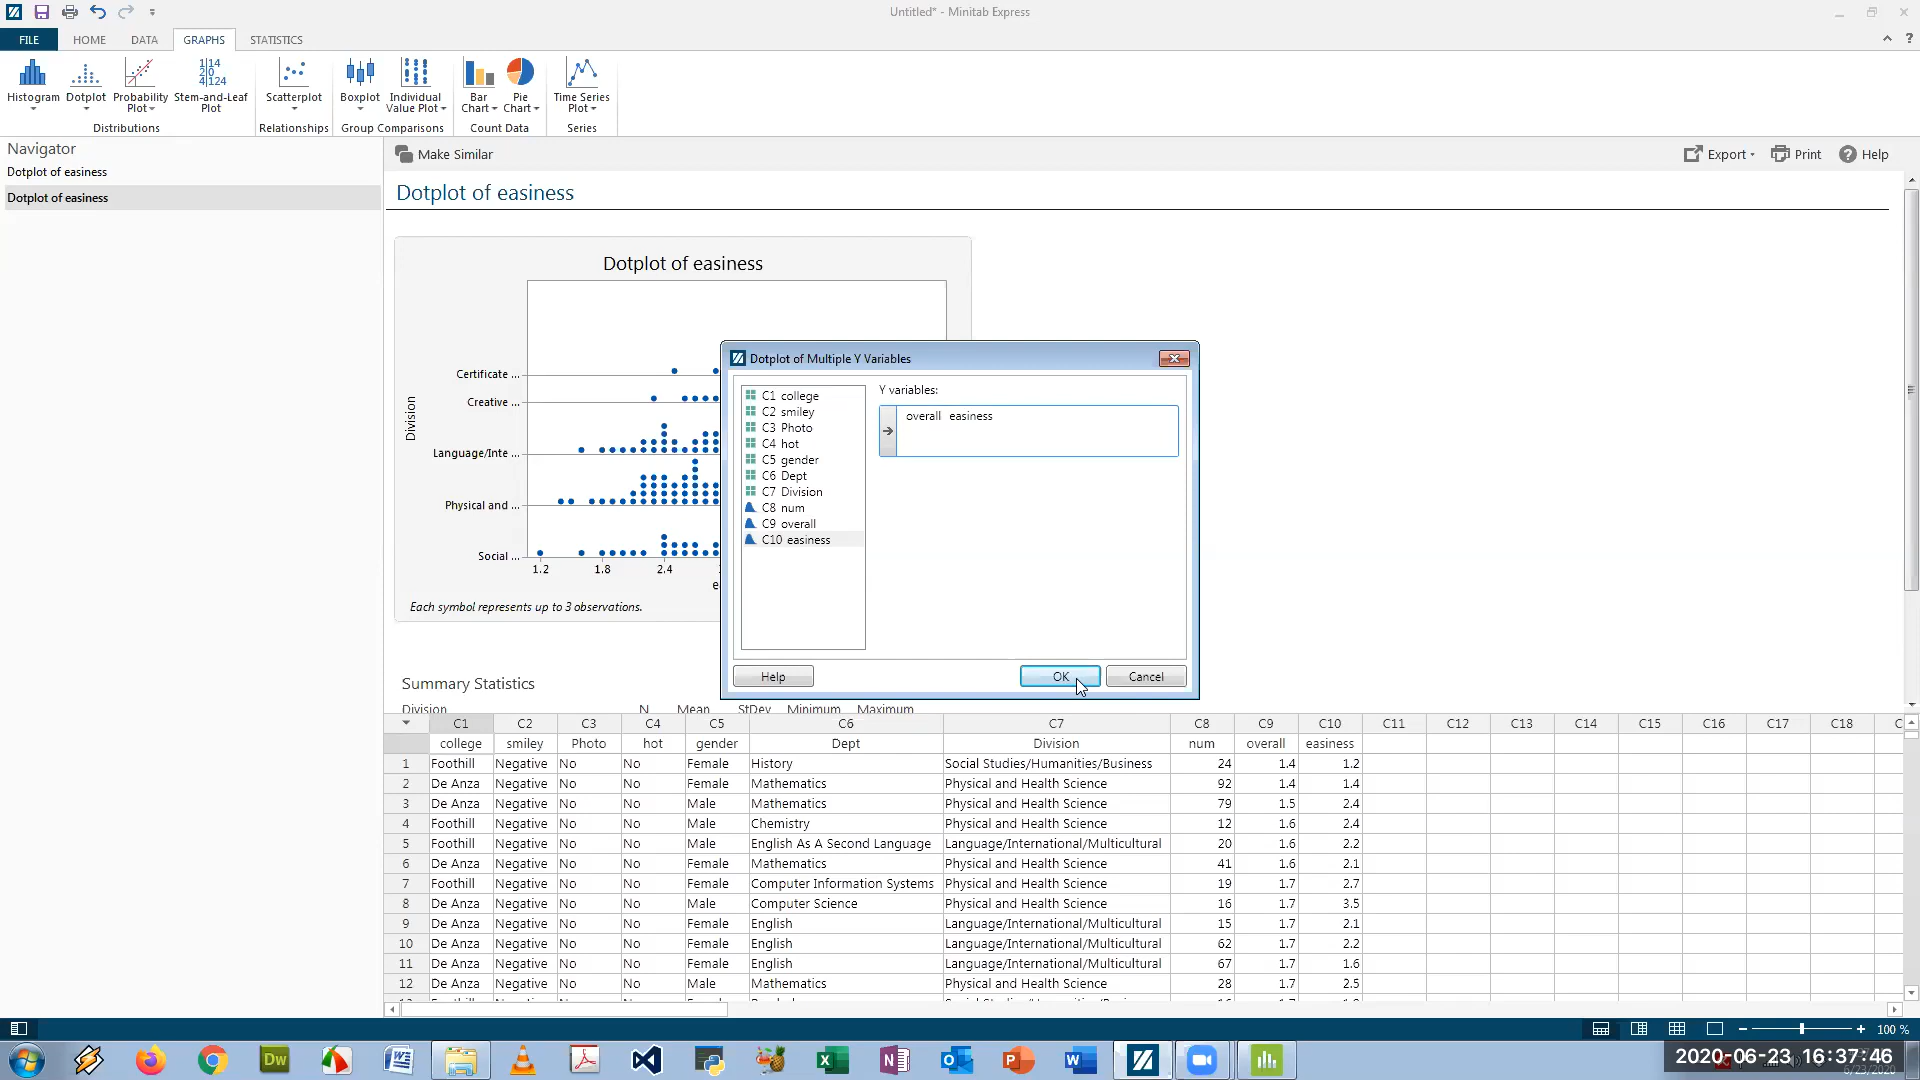 Untitled* - Minitab Express
FILE HOME DATA GRAPHS STATISTICS
Histogram
Dotplot
Probability Plot
Stem-and-Leaf Plot
Scatterplot
Boxplot
Individual Value Plot
Bar Chart
Pie Chart
Time Series Plot
Distributions Relationships Group Comparisons Count Data Series
Navigator
Dotplot of easiness
Dotplot of easiness
Make Similar
Export Print Help
Dotplot of easiness
Dotplot of easiness
Division
Certificate ...
Creative ...
Language/Inte ...
Physical and ...
Social ...
1.2 1.8 2.4
Each symbol represents up to 3 observations.
Dotplot of Multiple Y Variables
C1 college
C2 smiley
C3 Photo
C4 hot
C5 gender
C6 Dept
C7 Division
C8 num
C9 overall
C10 easiness
Y variables:
overall easiness
Help OK Cancel
Summary Statistics
Division N Mean StDev Minimum Maximum
C1 C2 C3 C4 C5 C6 C7 C8 C9 C10 C11 C12 C13 C14 C15 C16 C17 C18
college smiley Photo hot gender Dept Division num overall easiness
1 Foothill Negative No No Female History Social Studies/Humanities/Business 24 1.4 1.2
2 De Anza Negative No No Female Mathematics Physical and Health Science 92 1.4 1.4
3 De Anza Negative No No Male Mathematics Physical and Health Science 79 1.5 2.4
4 Foothill Negative No No Male Chemistry Physical and Health Science 12 1.6 2.4
5 Foothill Negative No No Male English As A Second Language Language/International/Multicultural 20 1.6 2.2
6 De Anza Negative No No Female Mathematics Physical and Health Science 41 1.6 2.1
7 Foothill Negative No No Female Computer Information Systems Physical and Health Science 19 1.7 2.7
8 De Anza Negative No No Male Computer Science Physical and Health Science 16 1.7 3.5
9 De Anza Negative No No Female English Language/International/Multicultural 15 1.7 2.1
10 De Anza Negative No No Female English Language/International/Multicultural 62 1.7 2.2
11 De Anza Negative No No Female English Language/International/Multicultural 67 1.7 1.6
12 De Anza Negative No No Male Mathematics Physical and Health Science 28 1.7 2.5
100 %
2020-06-23 16:37:46
6/23/2020